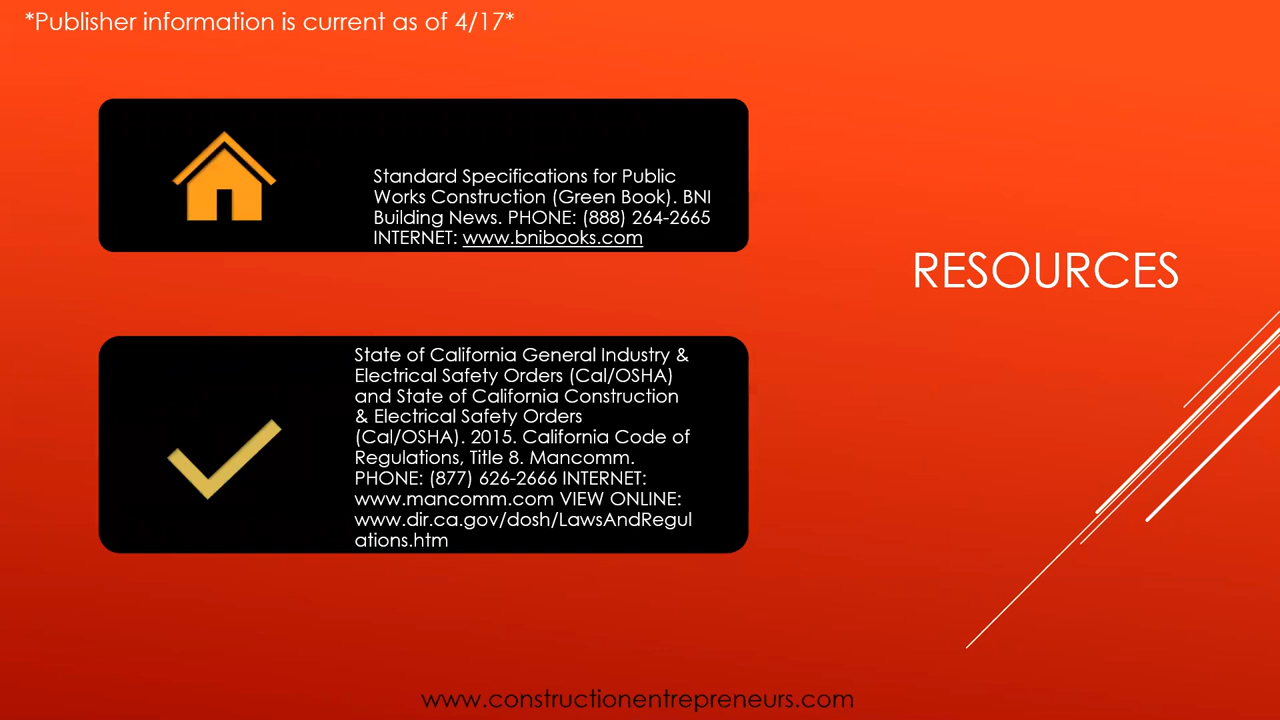 *Publisher information is current as of 4/17*
Standard Specifications for Public
Works Construction (Green Book). BNI
Building News. PHONE: (888) 264-2665
INTERNET: www.bnibooks.com
RESOURCES
State of California General Industry &
Electrical Safety Orders (Cal/OSHA)
and State of California Construction
& Electrical Safety Orders
(Cal/OSHA). 2015. California Code of
Regulations, Title 8. Mancomm.
PHONE: (877) 626-2666 INTERNET:
www.mancomm.com VIEW ONLINE:
www.dir.ca.gov/dosh/LawsAndRegul
ations.htm
www.constructionentrepreneurs.com